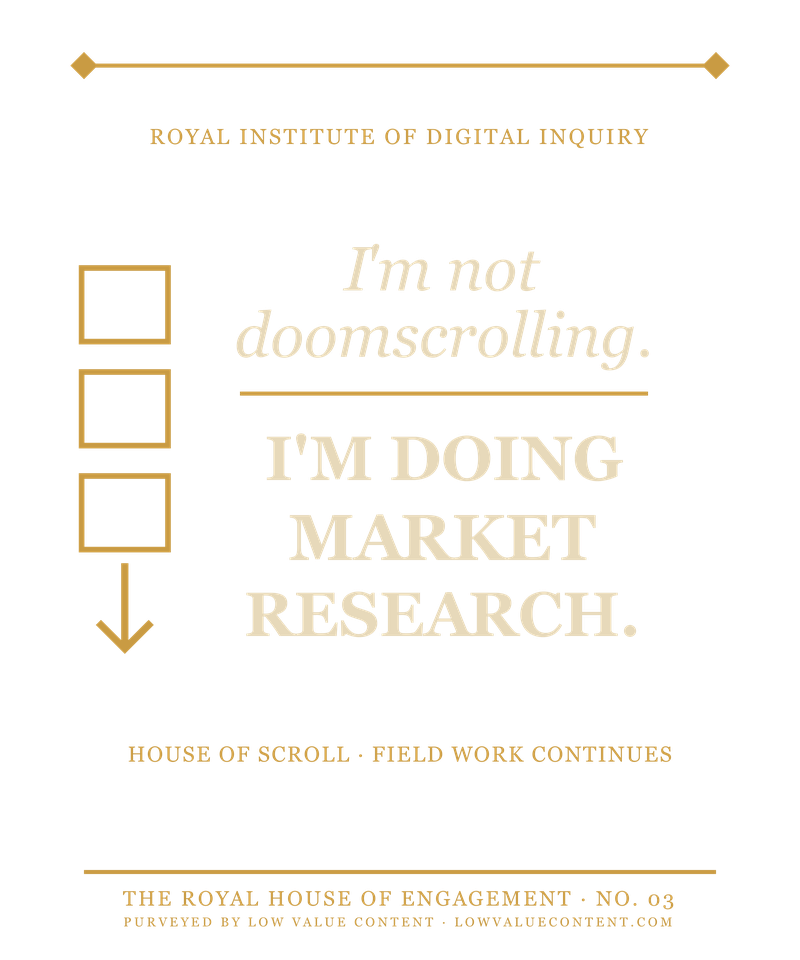 ROYAL INSTITUTE OF DIGITAL INQUIRY
I'm not
doomscrolling.
I'M DOING
MARKET
RESEARCH.
HOUSE OF SCROLL · FIELD WORK CONTINUES
THE ROYAL HOUSE OF ENGAGEMENT · NO. 03
PURVEYED BY LOW VALUE CONTENT · LOWVALUECONTENT.COM